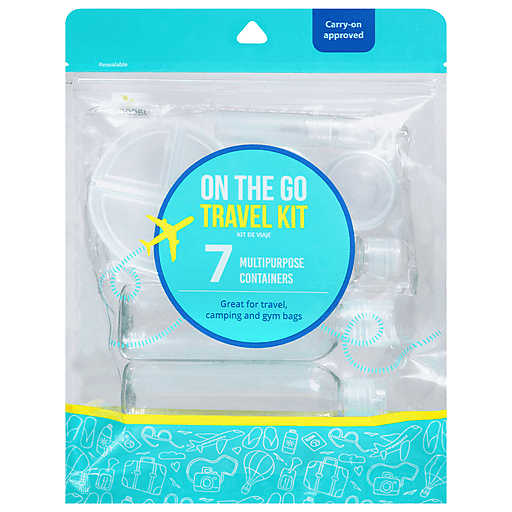 Carry-on
approved
Resealable
ON THE GO
TRAVEL KIT
KIT DE VIAJE
7 MULTIPURPOSE
CONTAINERS
Great for travel,
camping and gym bags